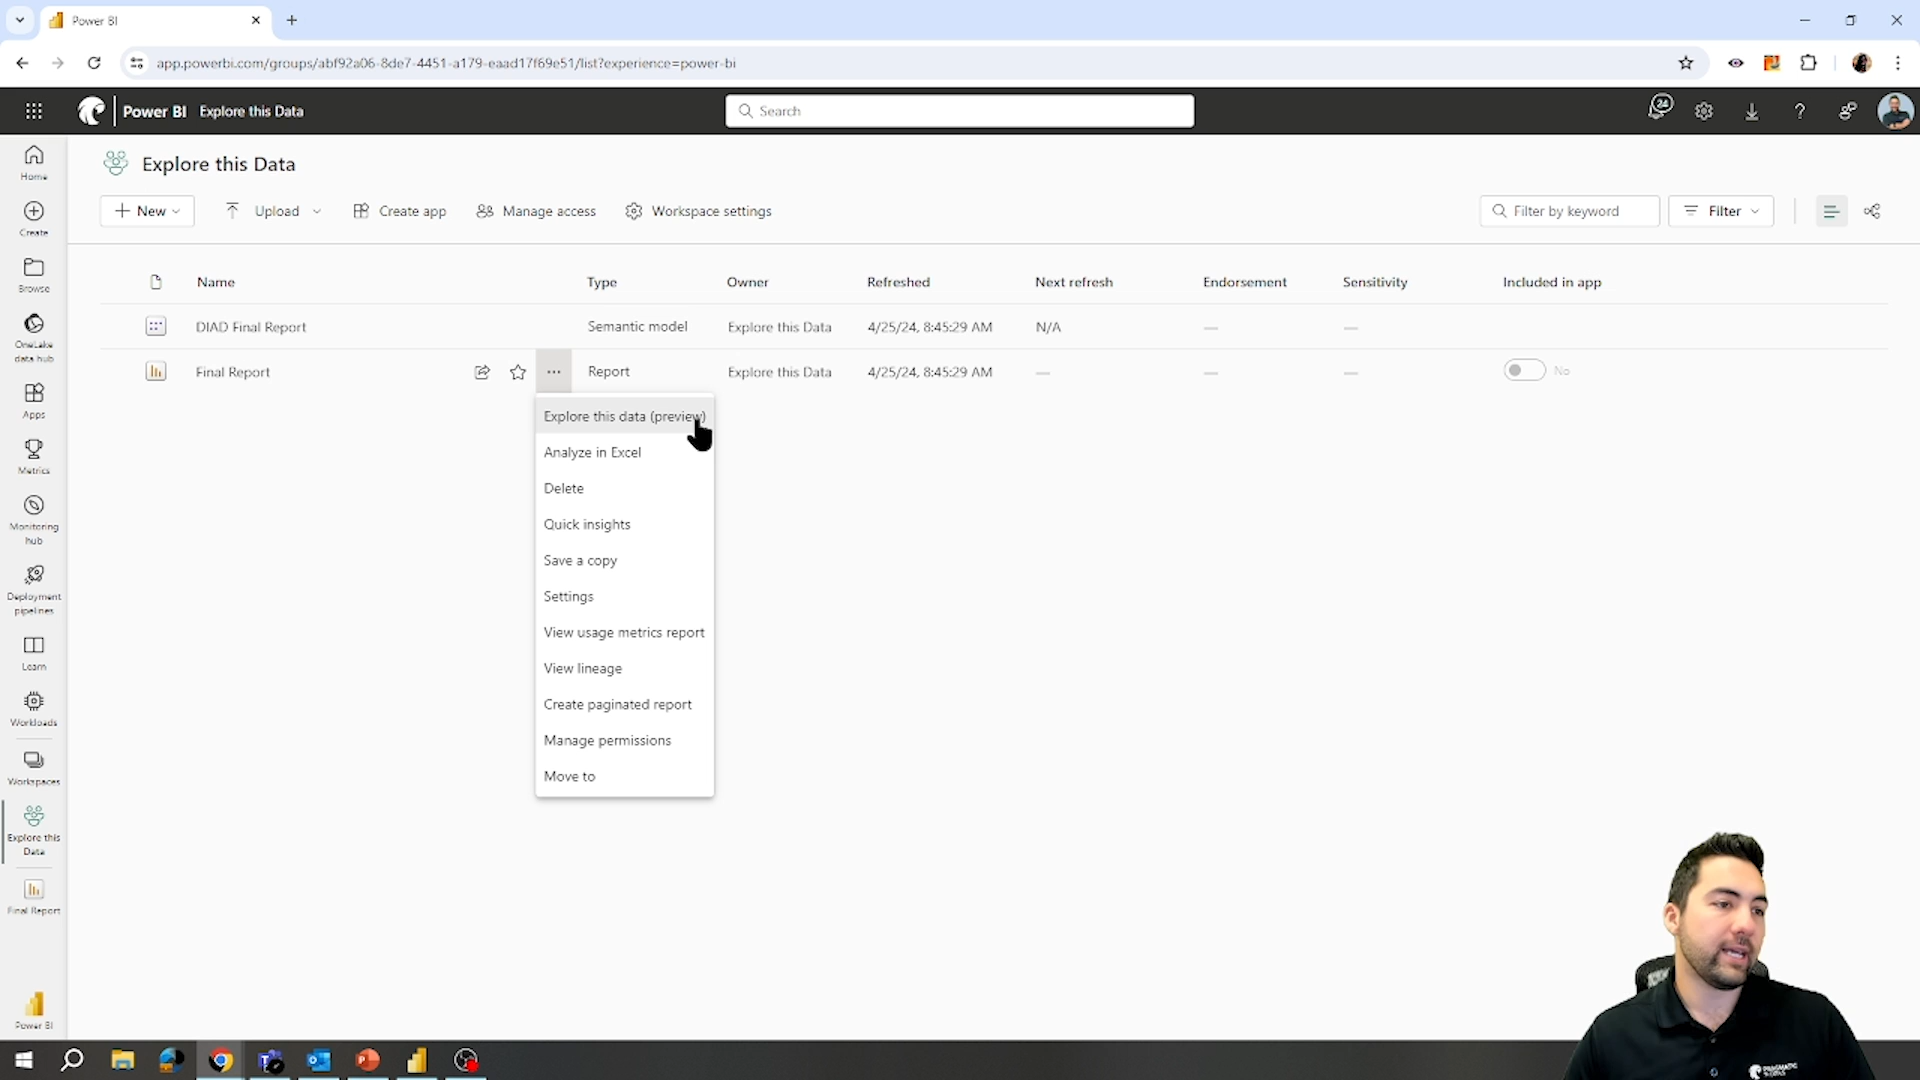 Power BI
app.powerbi.com/groups/abf92a06-8de7-4451-a179-eaad17f69e51/list?experience=power-bi
Power BI Explore this Data
Search
24
Home
Create
Browse
OneLake
data hub
Apps
Metrics
Monitoring
hub
Deployment
pipelines
Learn
Workloads
Workspaces
Explore this
Data
Final Report
Power BI
Explore this Data
New Upload Create app Manage access Workspace settings
Filter by keyword Filter
Name Type Owner Refreshed Next refresh Endorsement Sensitivity Included in app
DIAD Final Report Semantic model Explore this Data 4/25/24, 8:45:29 AM N/A — —
Final Report Report Explore this Data 4/25/24, 8:45:29 AM — — — No
Explore this data (preview)
Analyze in Excel
Delete
Quick insights
Save a copy
Settings
View usage metrics report
View lineage
Create paginated report
Manage permissions
Move to
PRAGMATIC
WORKS